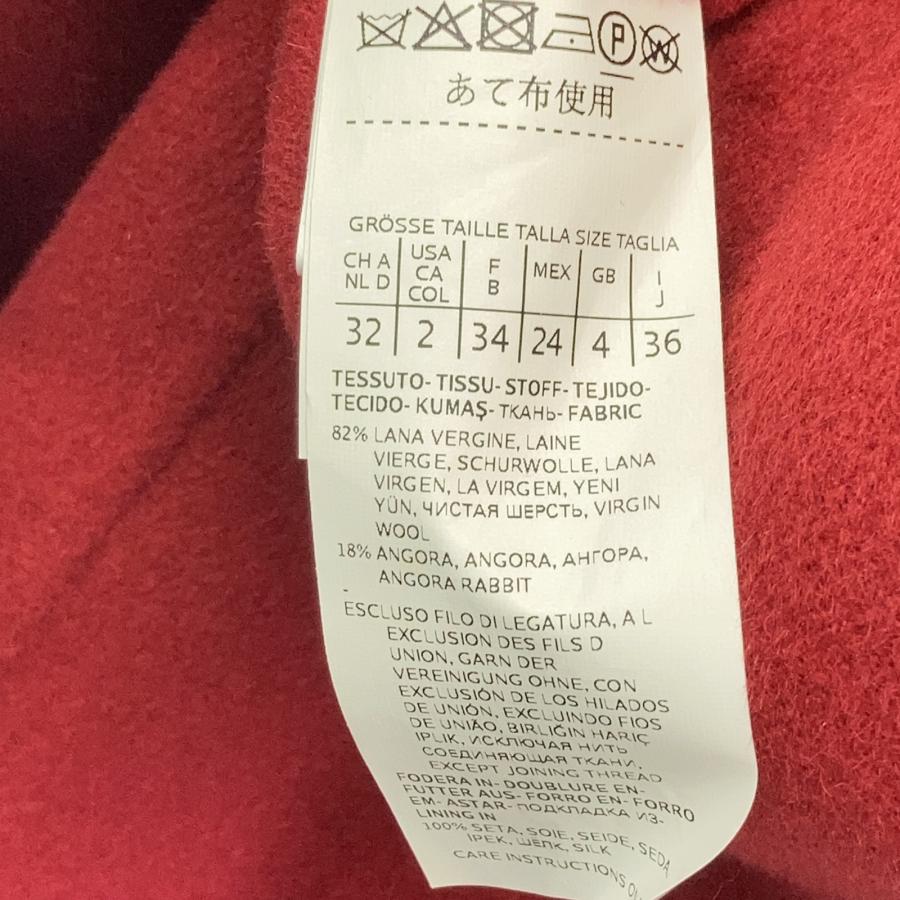 P W
あて布使用
GRÖSSE TAILLE TALLA SIZE TAGLIA
CH A NL D USA CA COL F B MEX GB I J
32 2 34 24 4 36
TESSUTO- TISSU- STOFF- TEJIDO-
TECIDO- KUMAŞ- ТКАНЬ- FABRIC
82% LANA VERGINE, LAINE
VIERGE, SCHURWOLLE, LANA
VIRGEN, LA VIRGEM, YENI
YÜN, ЧИСТАЯ ШЕРСТЬ, VIRGIN
WOOL
18% ANGORA, ANGORA, АНГОРА,
ANGORA RABBIT
-
ESCLUSO FILO DI LEGATURA, A L
EXCLUSION DES FILS D
UNION, GARN DER
VEREINIGUNG OHNE, CON
EXCLUSIÓN DE LOS HILADOS
DE UNIÓN, EXCLUINDO FIOS
DE UNIÃO, BIRLIĞIN HARIÇ
IPLIK, ИСКЛЮЧАЯ НИТЬ
СОЕДИНЯЮЩАЯ ТКАНИ,
EXCEPT JOINING THREAD
FODERA IN- DOUBLURE EN-
FUTTER AUS- FORRO EN- FORRO
EM- ASTAR- ПОДКЛАДКА ИЗ-
LINING IN
100% SETA, SOIE, SEIDE, SEDA,
IPEK, ШЕЛК, SILK
CARE INSTRUCTIONS ON